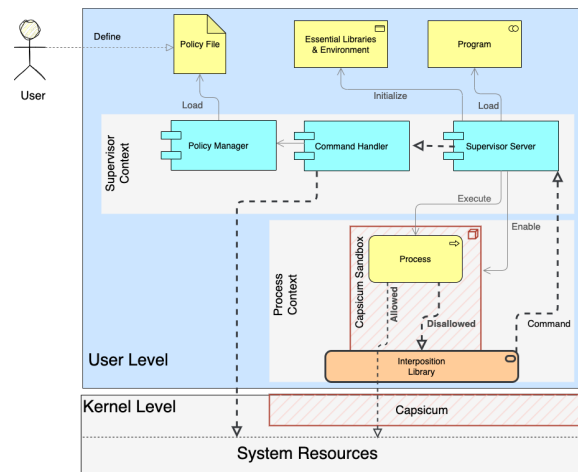 Define
Policy File
Essential Libraries
& Environment
Program
User
Load
Initialize
Load
Supervisor
Context
Policy Manager
Command Handler
Supervisor Server
Execute
Enable
Process
Context
Capsicum Sandbox
Process
Allowed
Disallowed
Command
Interposition
Library
User Level
Kernel Level
Capsicum
System Resources